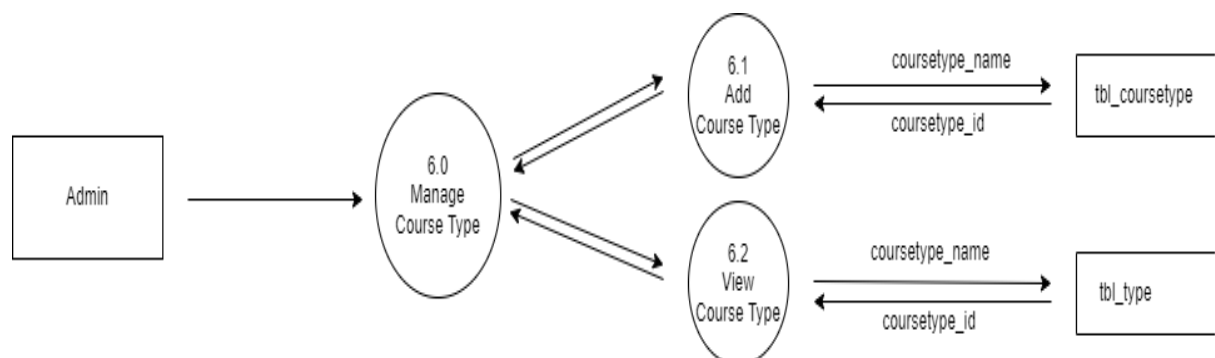 Admin
6.0
Manage
Course Type
6.1
Add
Course Type
coursetype_name
coursetype_id
tbl_coursetype
6.2
View
Course Type
coursetype_name
coursetype_id
tbl_type